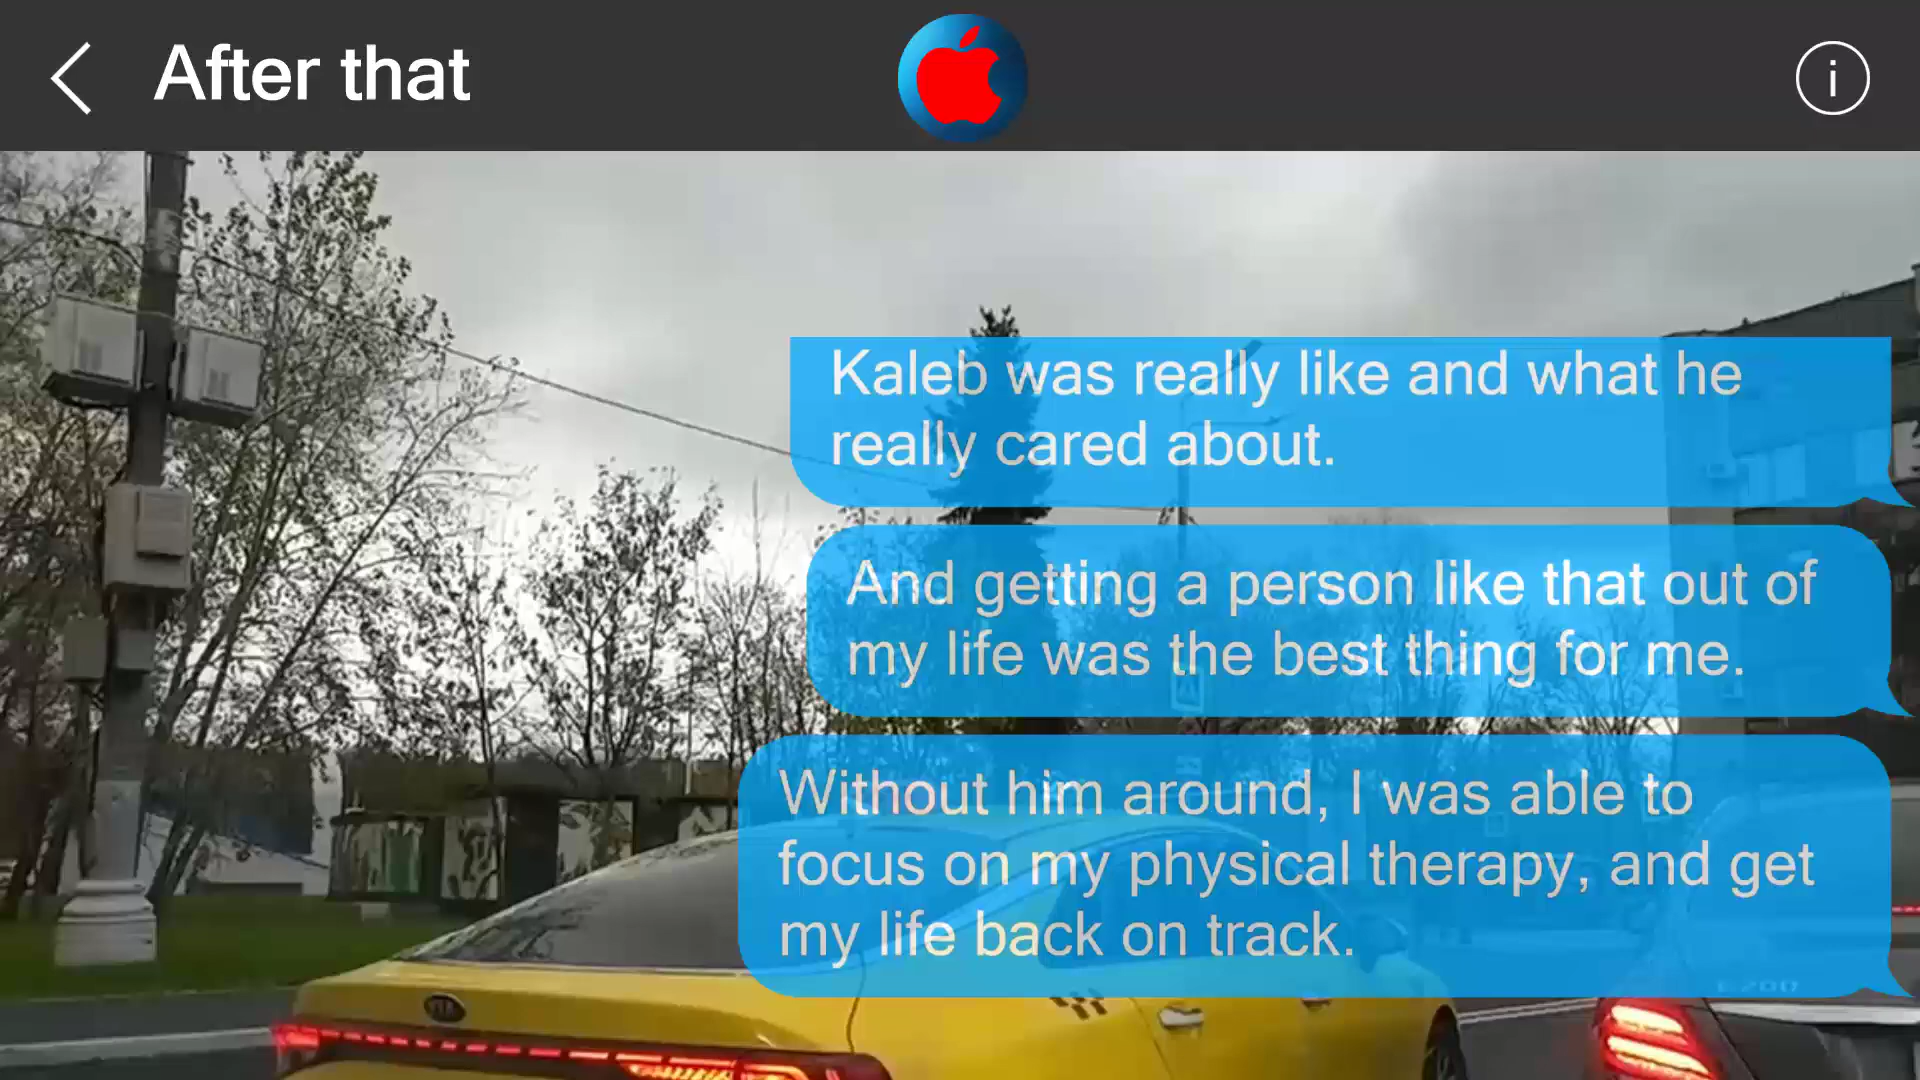 After that
Kaleb was really like and what he
really cared about.
And getting a person like that out of
my life was the best thing for me.
Without him around, I was able to
focus on my physical therapy, and get
my life back on track.
KIA
E200